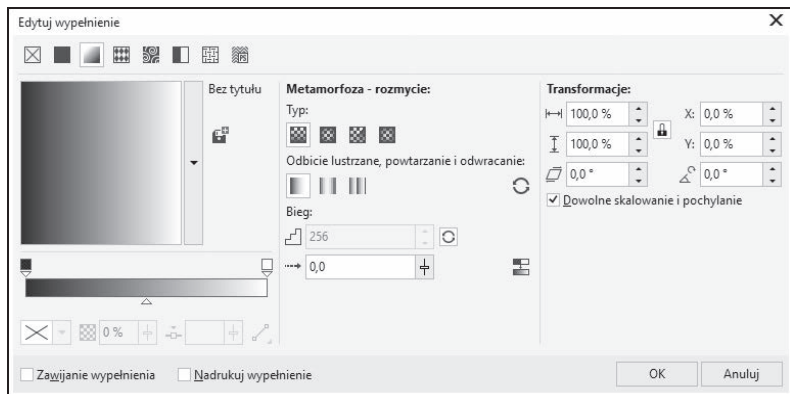 Edytuj wypełnienie
PS
Bez tytułu
Metamorfoza - rozmycie:
Typ:
Odbicie lustrzane, powtarzanie i odwracanie:
Bieg:
256
0,0
Transformacje:
100,0 % X: 0,0 %
100,0 % Y: 0,0 %
0,0 ° 0,0 °
Dowolne skalowanie i pochylanie
0 %
Zawijanie wypełnienia Nadrukuj wypełnienie OK Anuluj